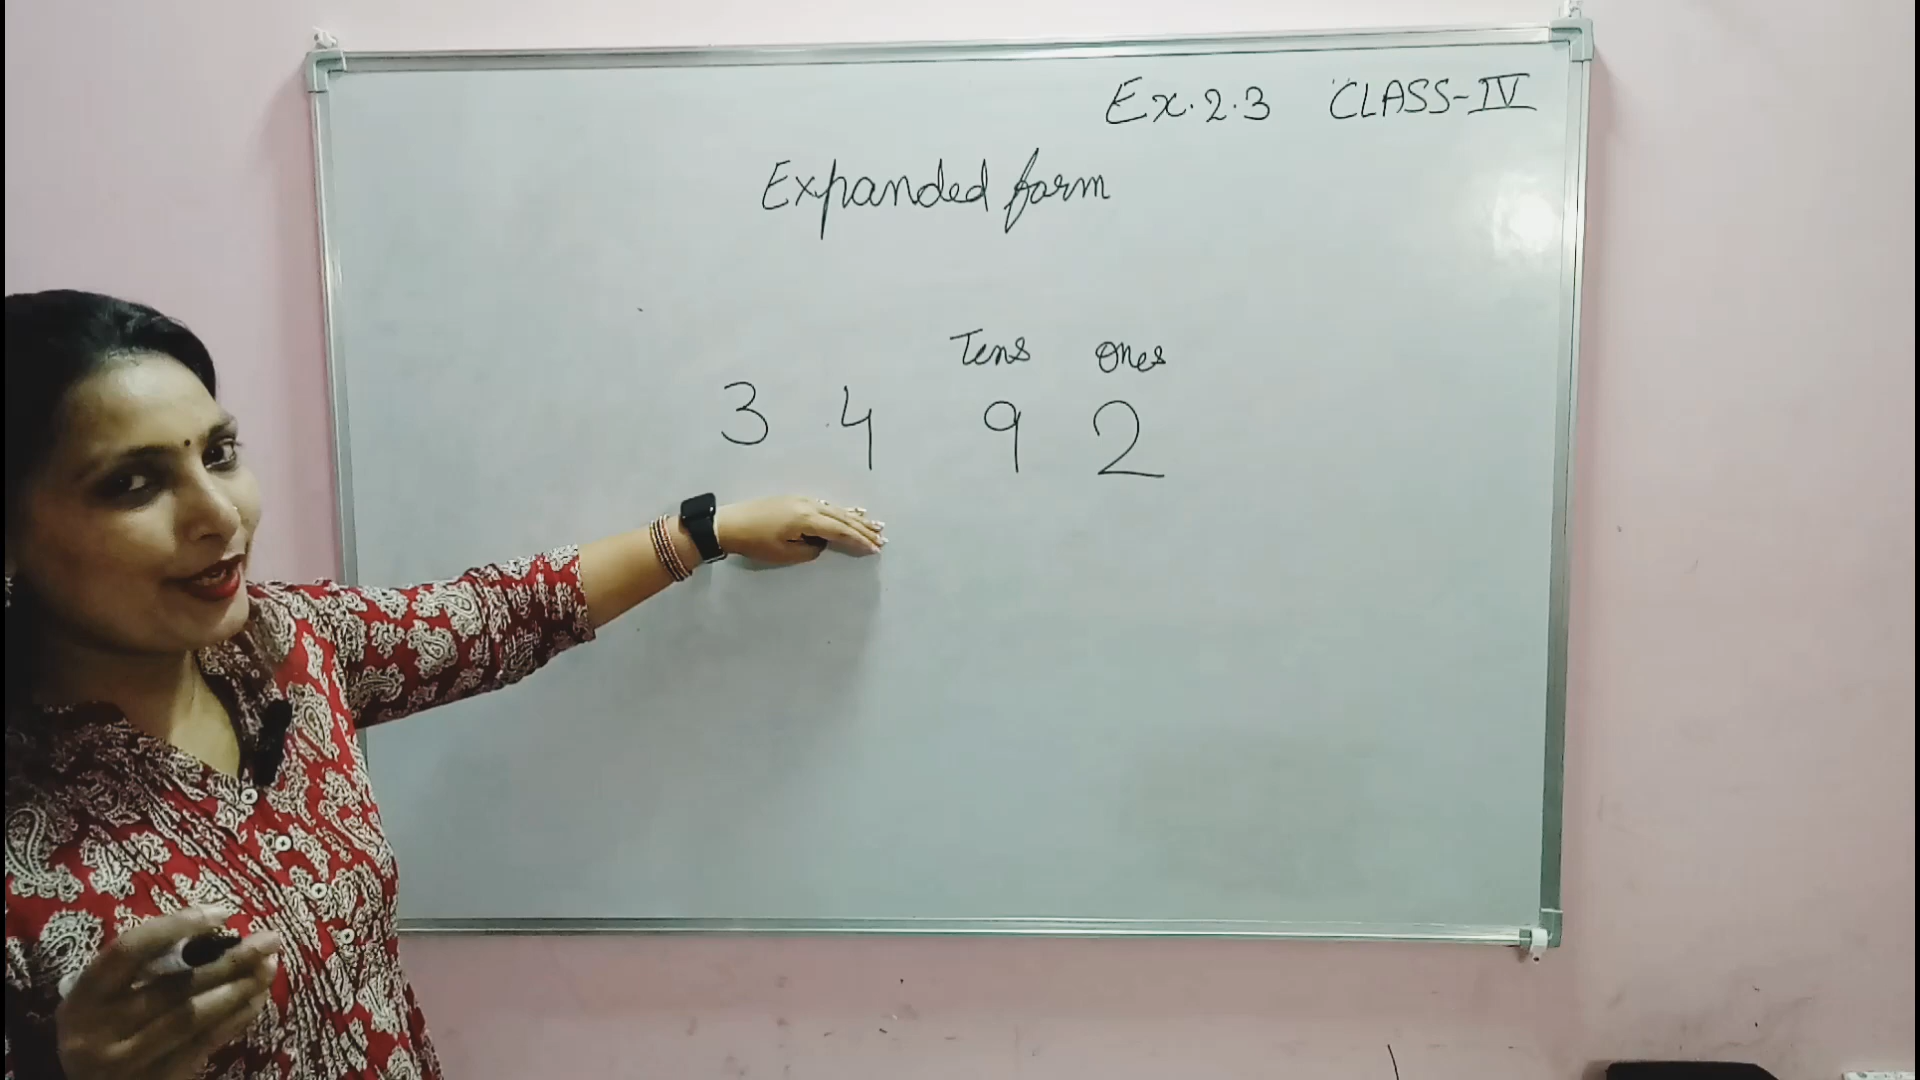 Ex. 2.3 CLASS-IV
Expanded form
Tens Ones
3 4 9 2